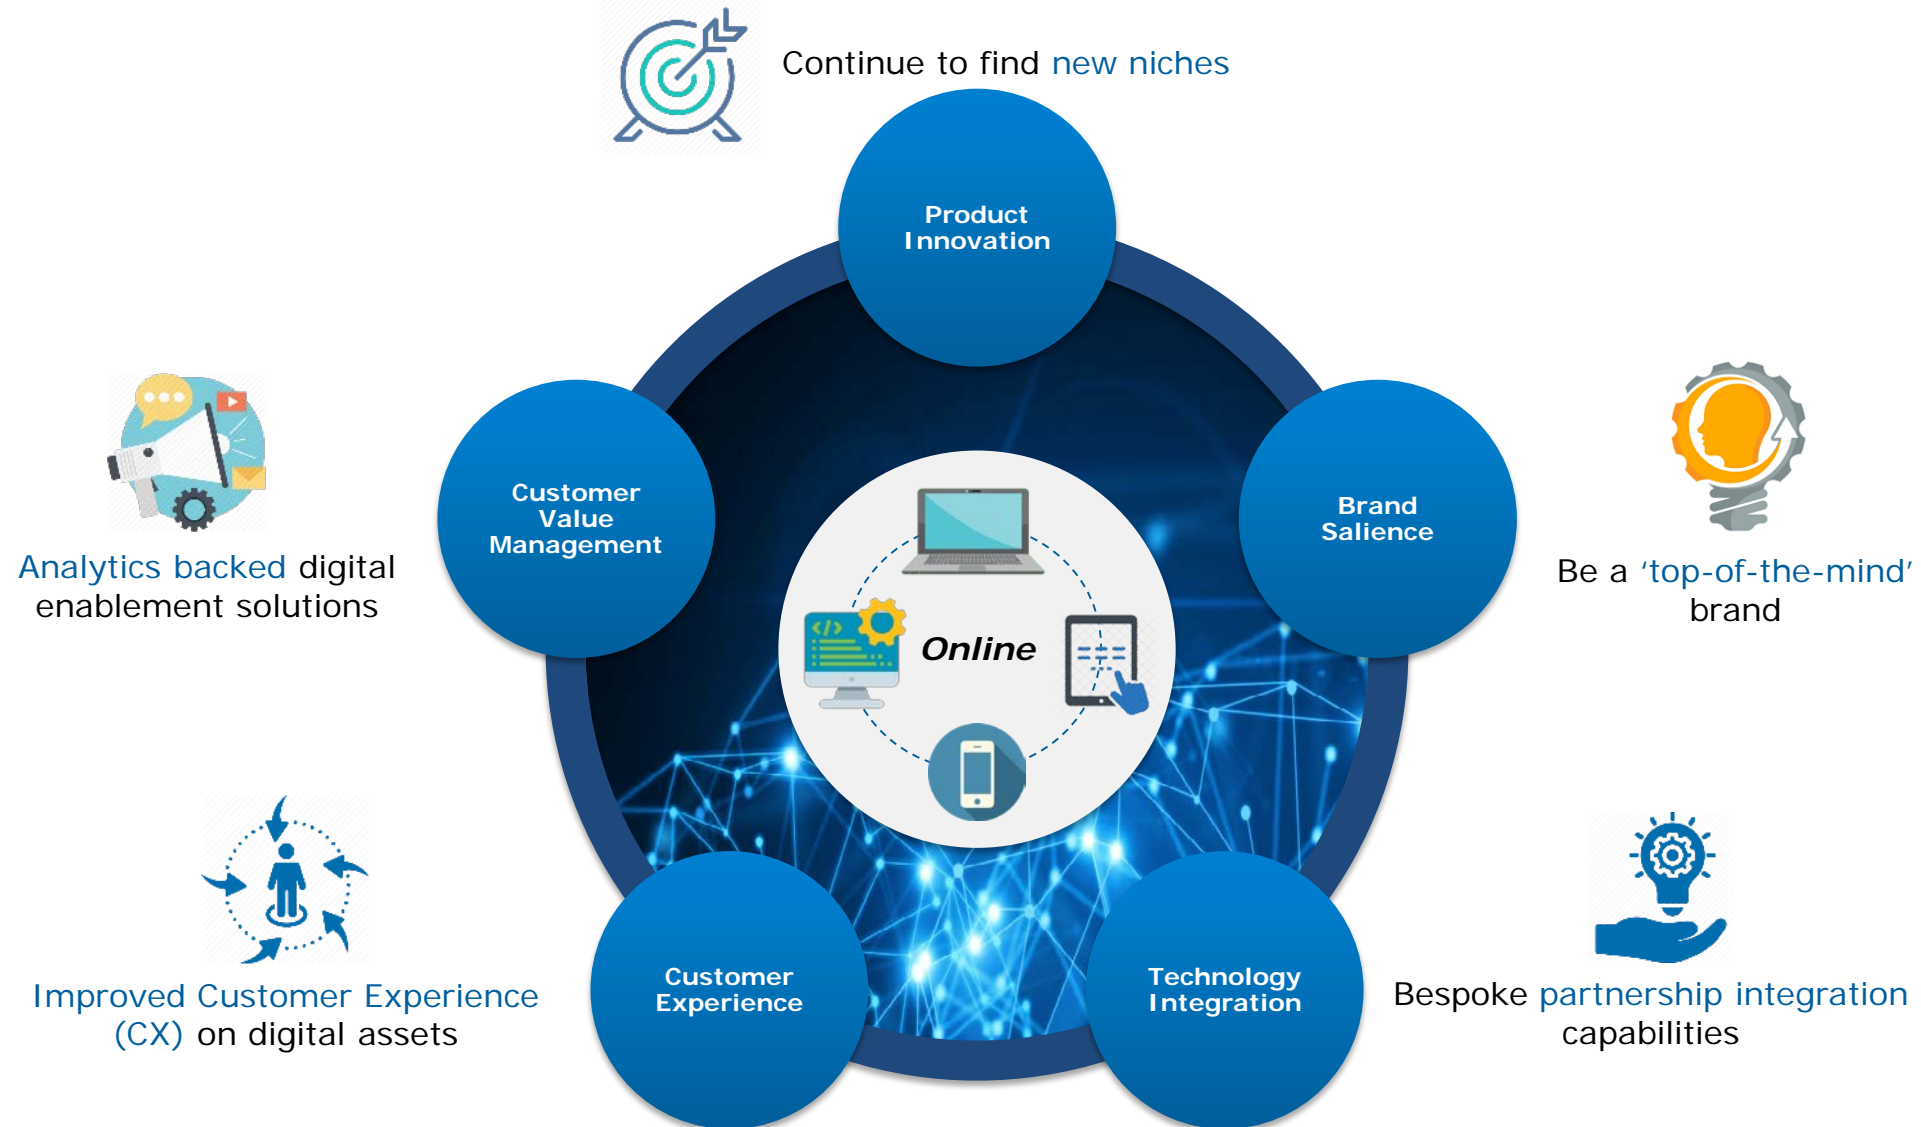 Continue to find new niches
Product
Innovation
Customer
Value
Management
Brand
Salience
Analytics backed digital
enablement solutions
Online
</>
Be a ‘top-of-the-mind’
brand
Customer
Experience
Technology
Integration
Improved Customer Experience
(CX) on digital assets
Bespoke partnership integration
capabilities